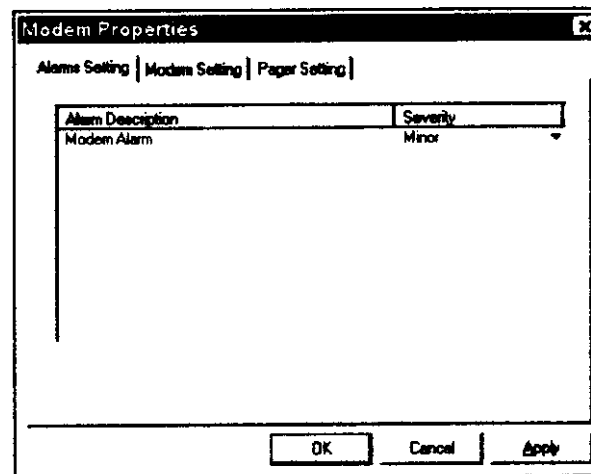 Modem Properties
Alarms Setting Modem Setting Pager Setting
Alarm Description Severity
Modem Alarm Minor
OK Cancel Apply